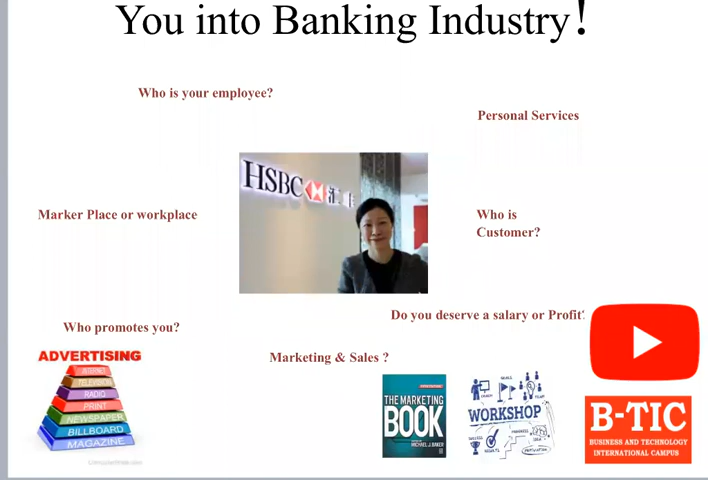 You into Banking Industry!
Who is your employee?
Personal Services
HSBC
Marker Place or workplace
Who is
Customer?
Do you deserve a salary or Profit?
Who promotes you?
Marketing & Sales ?
ADVERTISING
INTERNET
TELEVISION
RADIO
PRINT
NEWSPAPER
BILLBOARD
MAGAZINE
THE MARKETING
BOOK
MICHAEL J. BAKER
WORKSHOP
B-TIC
BUSINESS AND TECHNOLOGY
INTERNATIONAL CAMPUS